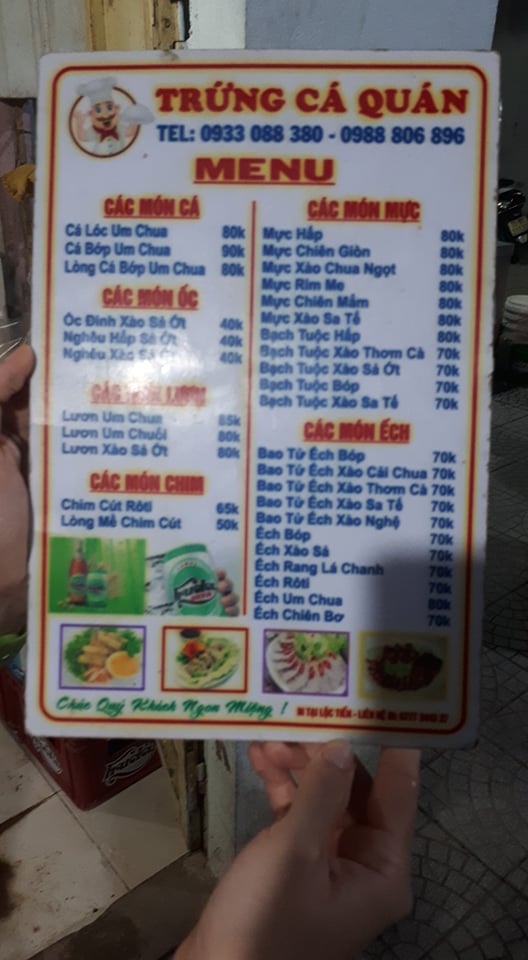 TRỨNG CÁ QUÁN
TEL: 0933 088 380 - 0988 806 896
MENU
CÁC MÓN CÁ
Cá Lóc Um Chua 80k
Cá Bớp Um Chua 90k
Lòng Cá Bớp Um Chua 80k
CÁC MÓN ỐC
Ốc Đinh Xào Sả Ớt 40k
Nghêu Hấp Sả Ớt 40k
Nghêu Xào Sả Ớt 40k
CÁC MÓN LƯƠN
Lươn Um Chua 85k
Lươn Um Chuối 80k
Lươn Xào Sả Ớt 80k
CÁC MÓN CHIM
Chim Cút Rôti 65k
Lòng Mề Chim Cút 50k
CÁC MÓN MỰC
Mực Hấp 80k
Mực Chiên Giòn 80k
Mực Xào Chua Ngọt 80k
Mực Rim Me 80k
Mực Chiên Mắm 80k
Mực Xào Sa Tế 80k
Bạch Tuộc Hấp 80k
Bạch Tuộc Xào Thơm Cà 70k
Bạch Tuộc Xào Sả Ớt 70k
Bạch Tuộc Bóp 70k
Bạch Tuộc Xào Sa Tế 70k
CÁC MÓN ẾCH
Bao Tử Ếch Bóp 70k
Bao Tử Ếch Xào Cải Chua 70k
Bao Tử Ếch Xào Thơm Cà 70k
Bao Tử Ếch Xào Sa Tế 70k
Bao Tử Ếch Xào Nghệ 70k
Ếch Bóp 70k
Ếch Xào Sả 70k
Ếch Rang Lá Chanh 70k
Ếch Rôti 70k
Ếch Um Chua 80k
Ếch Chiên Bơ 70k
Chúc Quý Khách Ngon Miệng !
IN TẠI LỘC TIẾN - LIÊN HỆ